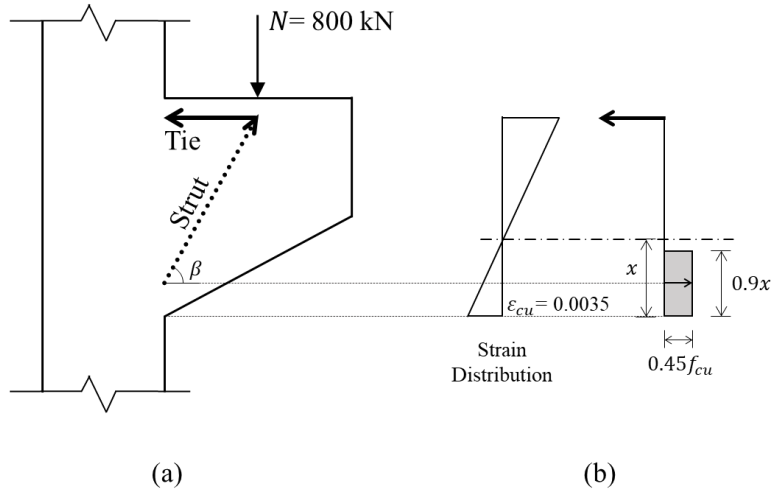 N= 800 kN
Tie
Strut
β
x
0.9x
εcu= 0.0035
Strain
Distribution
0.45fcu
(a)
(b)